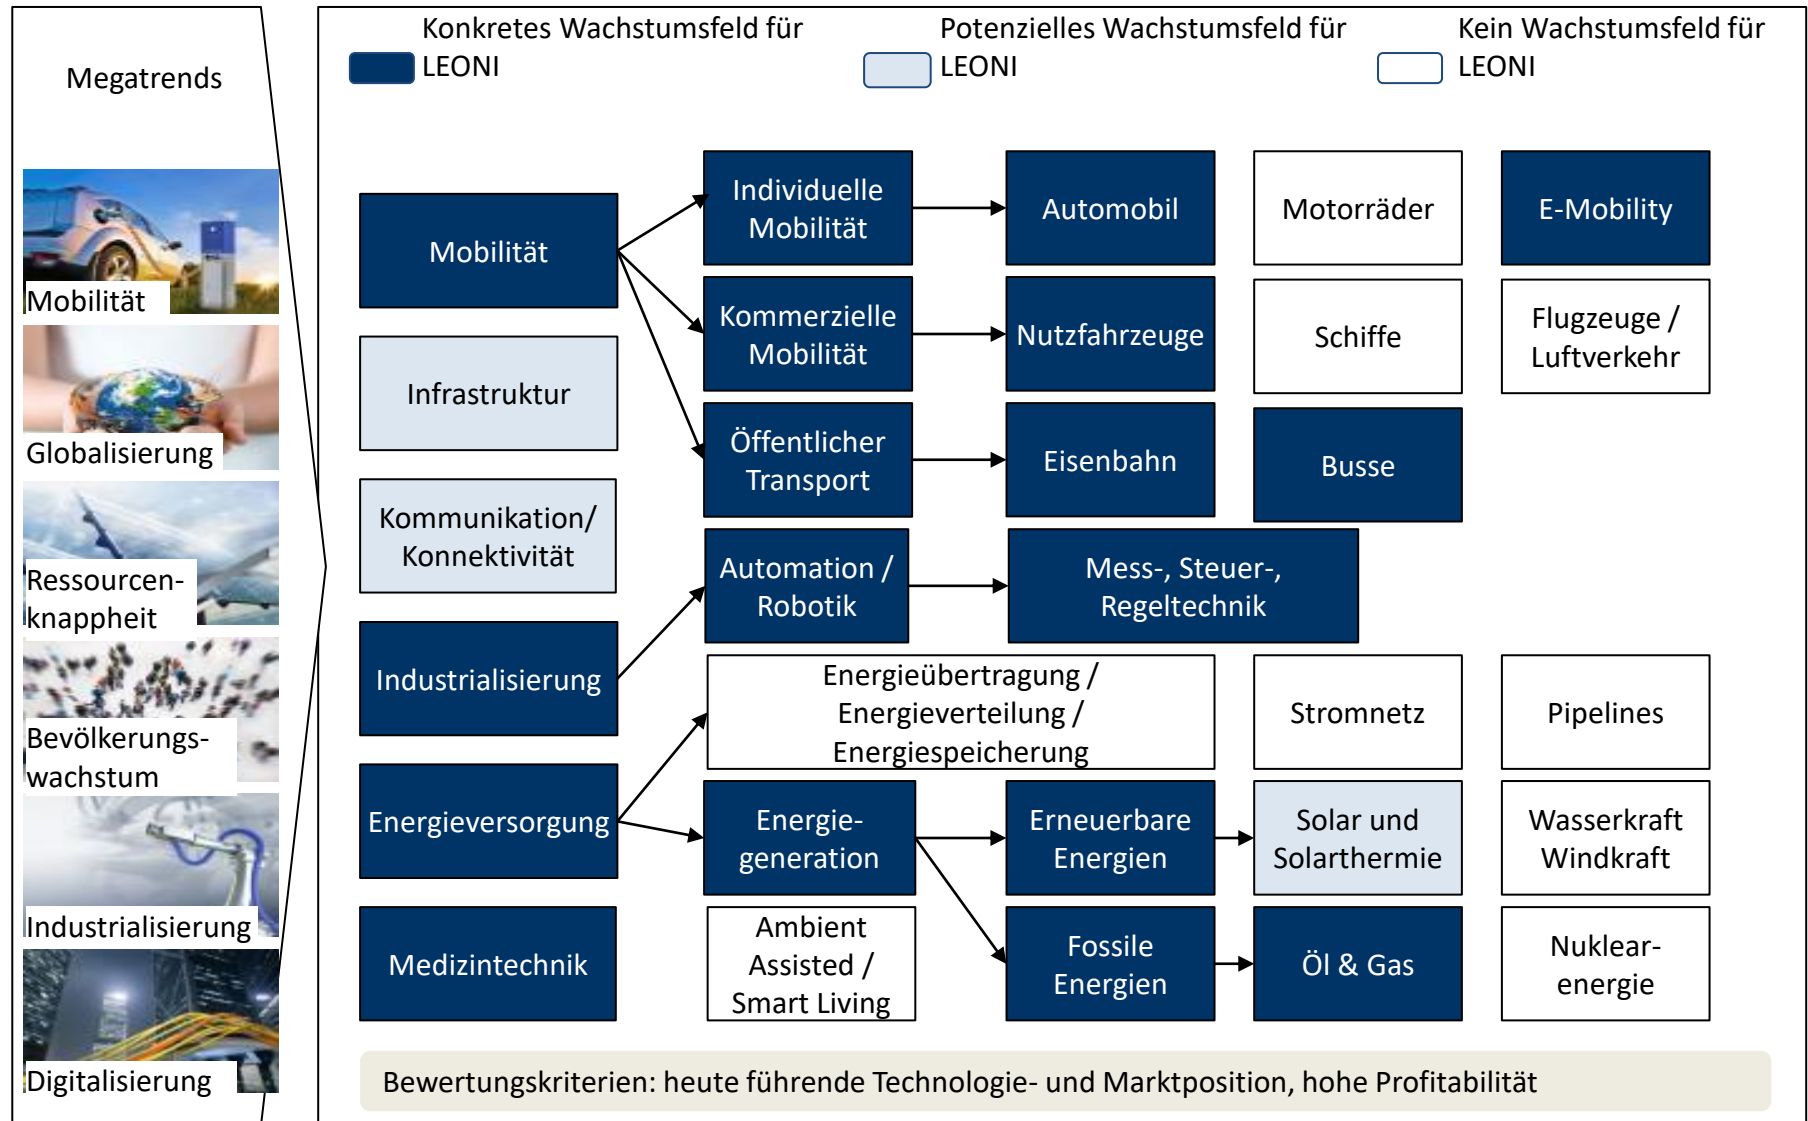 Megatrends
Mobilität
Globalisierung
Ressourcen-
knappheit
Bevölkerungs-
wachstum
Industrialisierung
Digitalisierung
Konkretes Wachstumsfeld für
LEONI
Potenzielles Wachstumsfeld für
LEONI
Kein Wachstumsfeld für
LEONI
Mobilität
Infrastruktur
Kommunikation/
Konnektivität
Industrialisierung
Energieversorgung
Medizintechnik
Individuelle
Mobilität
Automobil
Motorräder
E-Mobility
Kommerzielle
Mobilität
Nutzfahrzeuge
Schiffe
Flugzeuge /
Luftverkehr
Öffentlicher
Transport
Eisenbahn
Busse
Automation /
Robotik
Mess-, Steuer-,
Regeltechnik
Energieübertragung /
Energieverteilung /
Energiespeicherung
Stromnetz
Pipelines
Energie-
generation
Erneuerbare
Energien
Solar und
Solarthermie
Wasserkraft
Windkraft
Ambient
Assisted /
Smart Living
Fossile
Energien
Öl & Gas
Nuklear-
energie
Bewertungskriterien: heute führende Technologie- und Marktposition, hohe Profitabilität